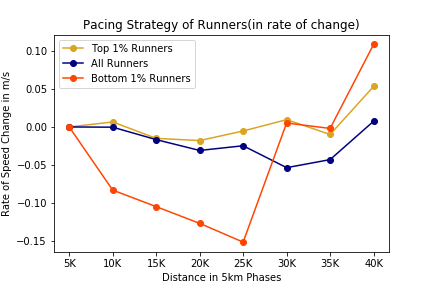 Pacing Strategy of Runners(in rate of change)
Top 1% Runners
All Runners
Bottom 1% Runners
Rate of Speed Change in m/s
0.10
0.05
0.00
−0.05
−0.10
−0.15
5K 10K 15K 20K 25K 30K 35K 40K
Distance in 5km Phases